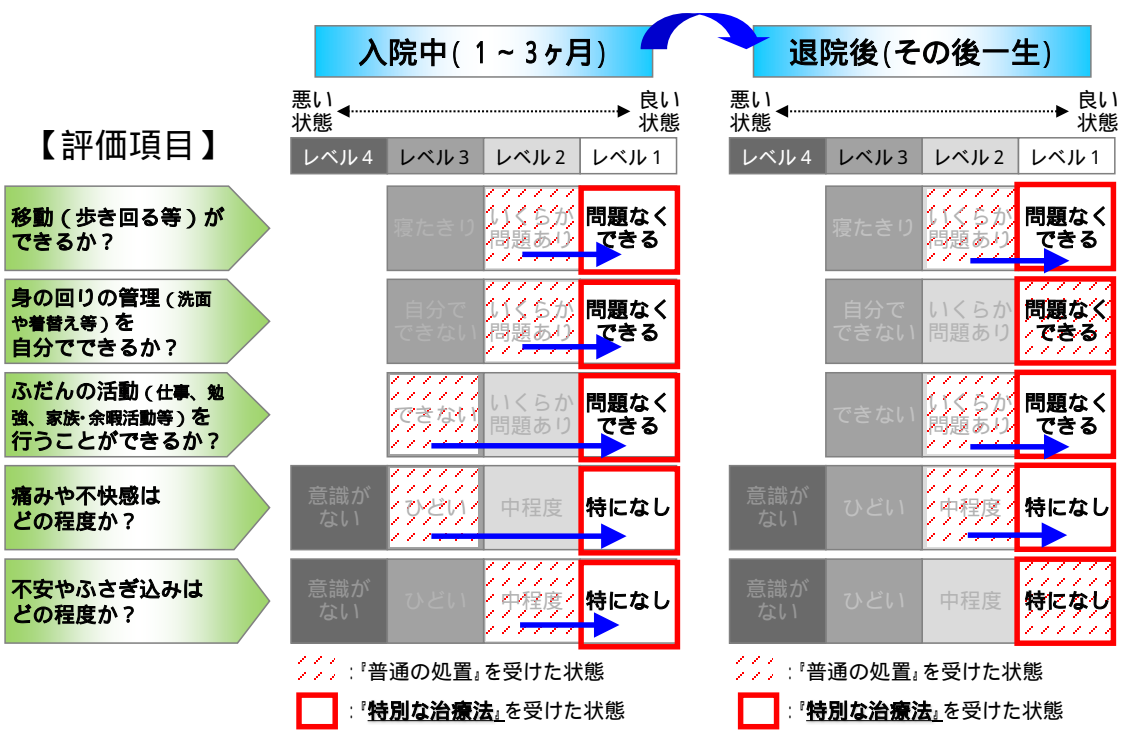 入院中(1～3ヶ月)
退院後(その後一生)
悪い
状態
良い
状態
悪い
状態
良い
状態
【評価項目】
レベル4
レベル3
レベル2
レベル1
レベル4
レベル3
レベル2
レベル1
移動(歩き回る等)が
できるか?
寝たきり
いくらか
問題あり
問題なく
できる
寝たきり
いくらか
問題あり
問題なく
できる
身の回りの管理(洗面
や着替え等)を
自分でできるか?
自分で
できない
いくらか
問題あり
問題なく
できる
自分で
できない
いくらか
問題あり
問題なく
できる
ふだんの活動(仕事、勉
強、家族・余暇活動等)を
行うことができるか?
できない
いくらか
問題あり
問題なく
できる
できない
いくらか
問題あり
問題なく
できる
痛みや不快感は
どの程度か?
意識が
ない
ひどい
中程度
特になし
意識が
ない
ひどい
中程度
特になし
不安やふさぎ込みは
どの程度か?
意識が
ない
ひどい
中程度
特になし
意識が
ない
ひどい
中程度
特になし
:『普通の処置』を受けた状態
:『普通の処置』を受けた状態
:『特別な治療法』を受けた状態
:『特別な治療法』を受けた状態